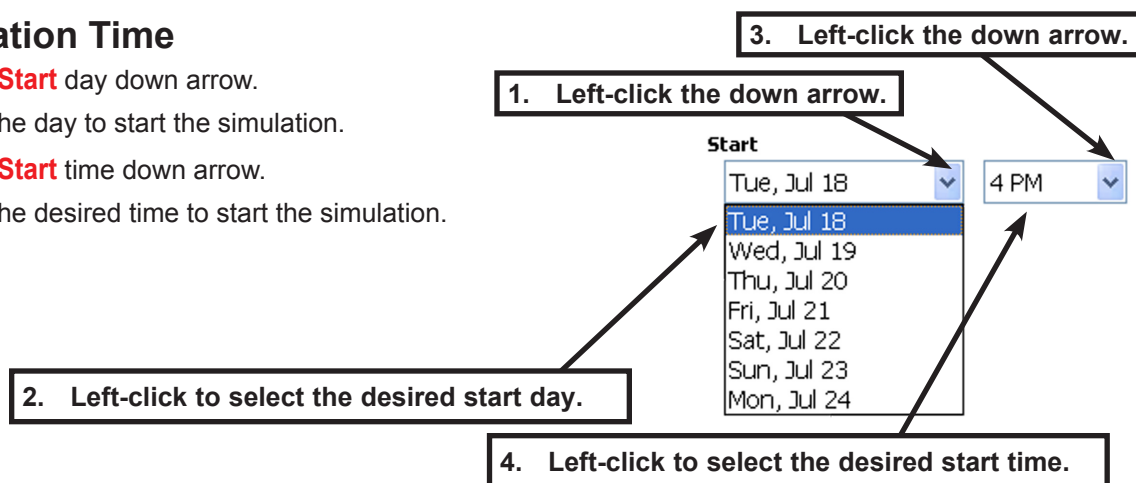 ation Time
Start day down arrow.
he day to start the simulation.
Start time down arrow.
he desired time to start the simulation.
3. Left-click the down arrow.
1. Left-click the down arrow.
Start
Tue, Jul 18
4 PM
Tue, Jul 18
Wed, Jul 19
Thu, Jul 20
Fri, Jul 21
Sat, Jul 22
Sun, Jul 23
Mon, Jul 24
2. Left-click to select the desired start day.
4. Left-click to select the desired start time.